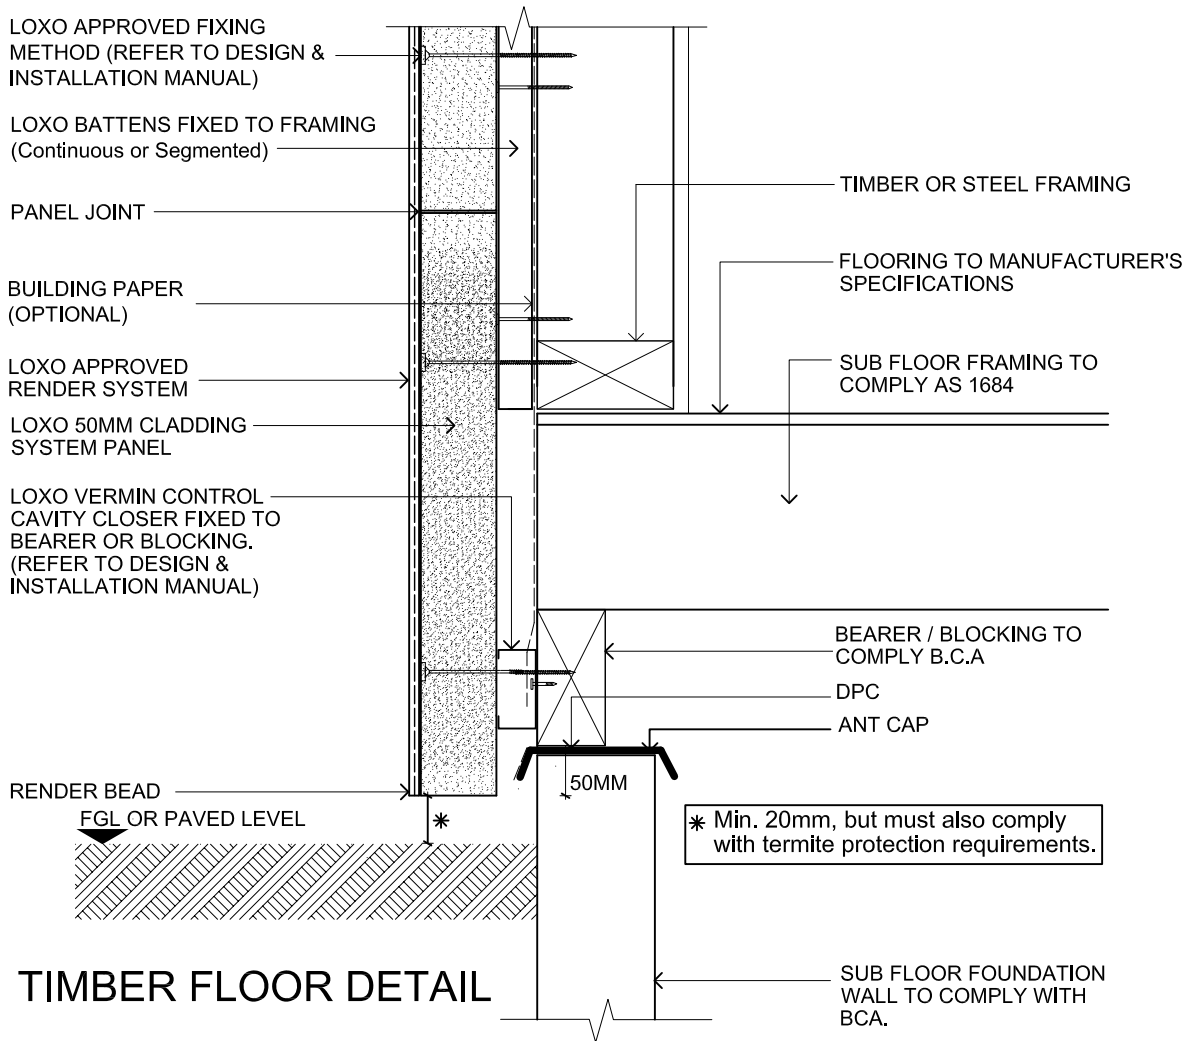 LOXO APPROVED FIXING
METHOD (REFER TO DESIGN &
INSTALLATION MANUAL)
LOXO BATTENS FIXED TO FRAMING
(Continuous or Segmented)
PANEL JOINT
BUILDING PAPER
(OPTIONAL)
LOXO APPROVED
RENDER SYSTEM
LOXO 50MM CLADDING
SYSTEM PANEL
LOXO VERMIN CONTROL
CAVITY CLOSER FIXED TO
BEARER OR BLOCKING.
(REFER TO DESIGN &
INSTALLATION MANUAL)
RENDER BEAD
FGL OR PAVED LEVEL
*
50MM
TIMBER OR STEEL FRAMING
FLOORING TO MANUFACTURER'S
SPECIFICATIONS
SUB FLOOR FRAMING TO
COMPLY AS 1684
BEARER / BLOCKING TO
COMPLY B.C.A
DPC
ANT CAP
* Min. 20mm, but must also comply
with termite protection requirements.
SUB FLOOR FOUNDATION
WALL TO COMPLY WITH
BCA.
TIMBER FLOOR DETAIL